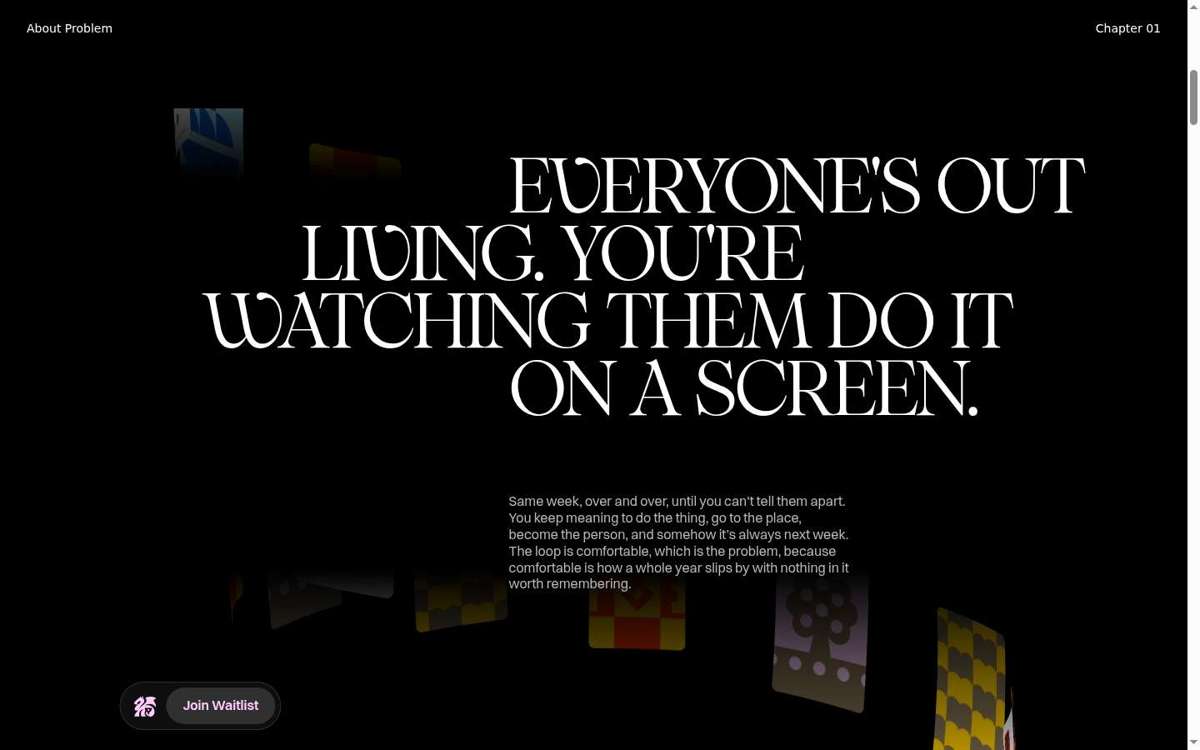 About Problem
Chapter 01
EVERYONE'S OUT
LIVING. YOU'RE
WATCHING THEM DO IT
ON A SCREEN.
Same week, over and over, until you can't tell them apart.
You keep meaning to do the thing, go to the place,
become the person, and somehow it's always next week.
The loop is comfortable, which is the problem, because
comfortable is how a whole year slips by with nothing in it
worth remembering.
Join Waitlist